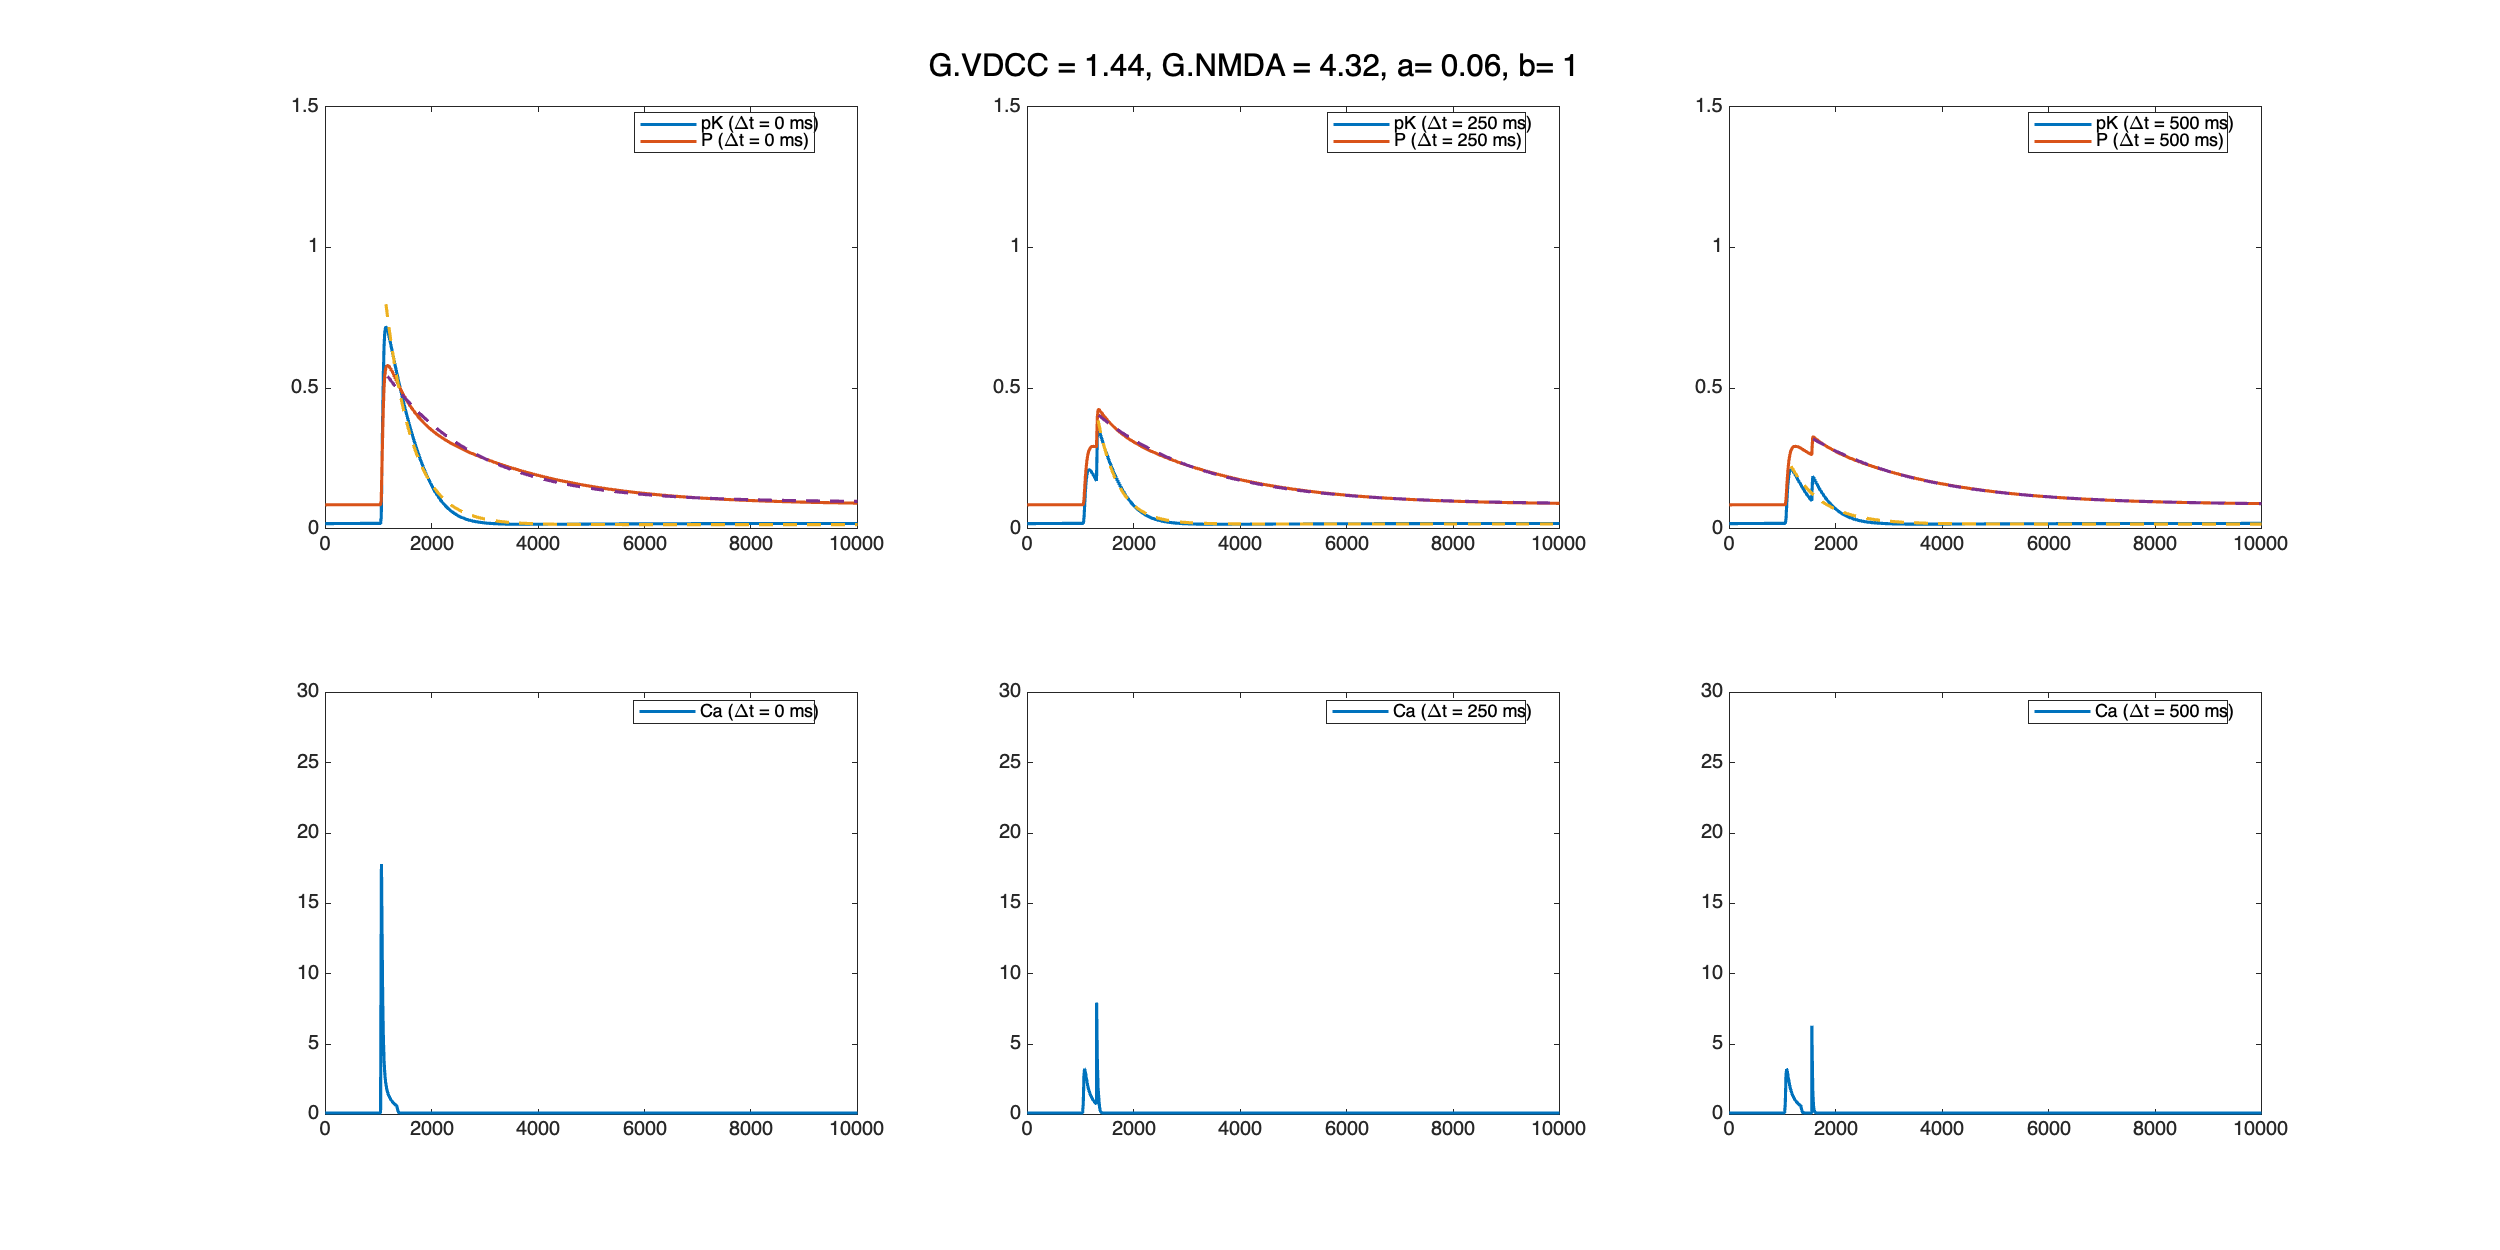 G.VDCC = 1.44, G.NMDA = 4.32, a= 0.06, b= 1
1.5
1
0.5
0
0 2000 4000 6000 8000 10000
pK (Δt = 0 ms)
P (Δt = 0 ms)
1.5
1
0.5
0
0 2000 4000 6000 8000 10000
pK (Δt = 250 ms)
P (Δt = 250 ms)
1.5
1
0.5
0
0 2000 4000 6000 8000 10000
pK (Δt = 500 ms)
P (Δt = 500 ms)
30
25
20
15
10
5
0
0 2000 4000 6000 8000 10000
Ca (Δt = 0 ms)
30
25
20
15
10
5
0
0 2000 4000 6000 8000 10000
Ca (Δt = 250 ms)
30
25
20
15
10
5
0
0 2000 4000 6000 8000 10000
Ca (Δt = 500 ms)